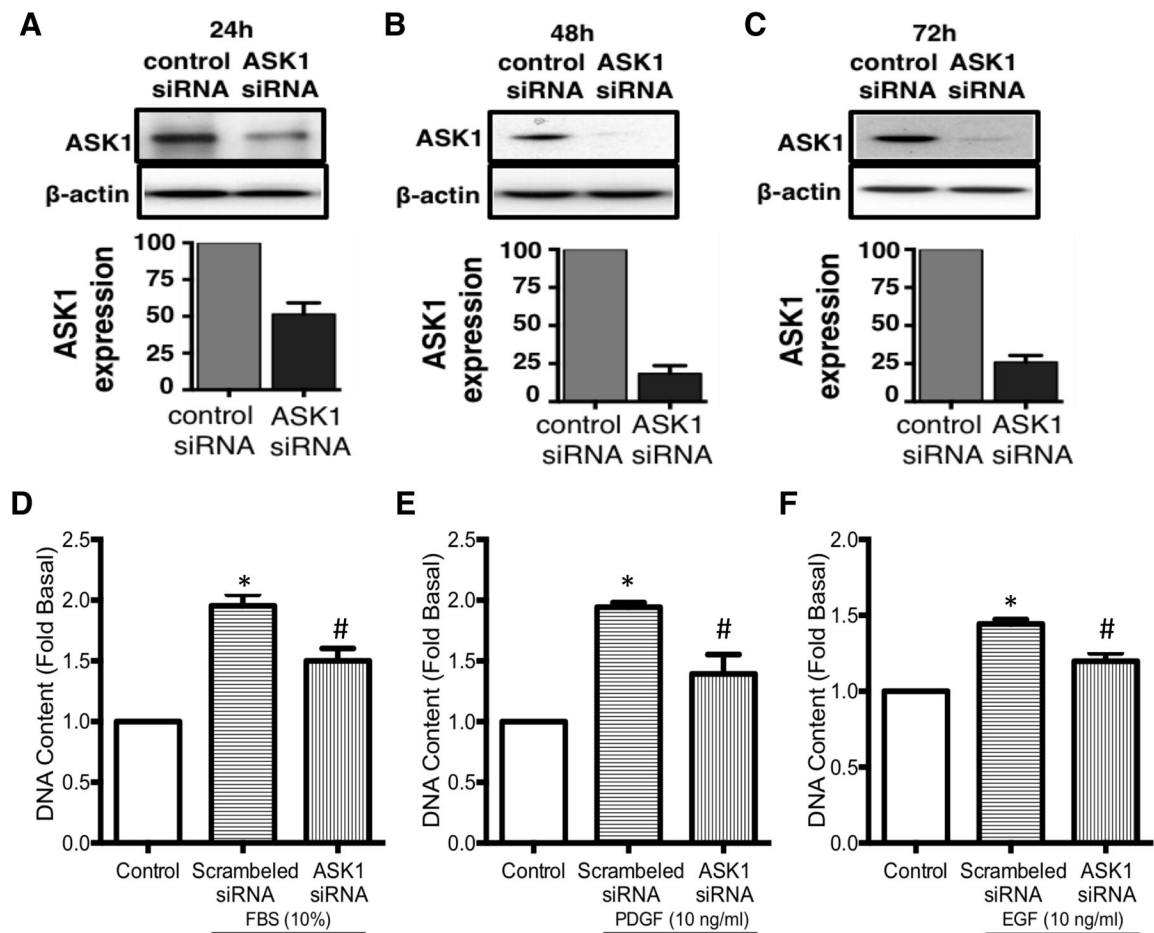 A
24h
control ASK1
siRNA siRNA
ASK1
β-actin
ASK1
expression
100
75
50
25
0
control ASK1
siRNA siRNA
B
48h
control ASK1
siRNA siRNA
ASK1
β-actin
ASK1
expression
100
75
50
25
0
control ASK1
siRNA siRNA
C
72h
control ASK1
siRNA siRNA
ASK1
β-actin
ASK1
expression
100
75
50
25
0
control ASK1
siRNA siRNA
D
DNA Content (Fold Basal)
2.5
2.0
1.5
1.0
0.5
0.0
*
#
Control Scrambeled ASK1
siRNA siRNA
FBS (10%)
E
DNA Content (Fold Basal)
2.5
2.0
1.5
1.0
0.5
0.0
*
#
Control Scrambeled ASK1
siRNA siRNA
PDGF (10 ng/ml)
F
DNA Content (Fold Basal)
2.0
1.5
1.0
0.5
0.0
*
#
Control Scrambeled ASK1
siRNA siRNA
EGF (10 ng/ml)